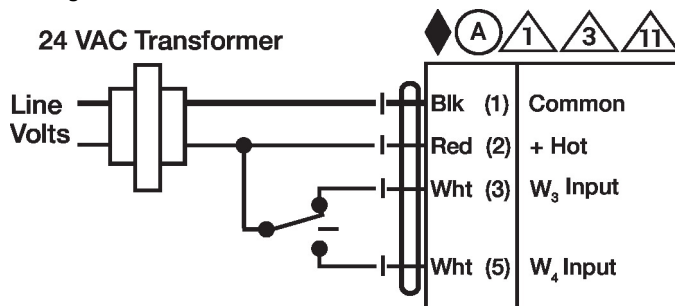 24 VAC Transformer
A 1 3 11
Line
Volts
Blk (1) Common
Red (2) + Hot
Wht (3) W₃ Input
Wht (5) W₄ Input